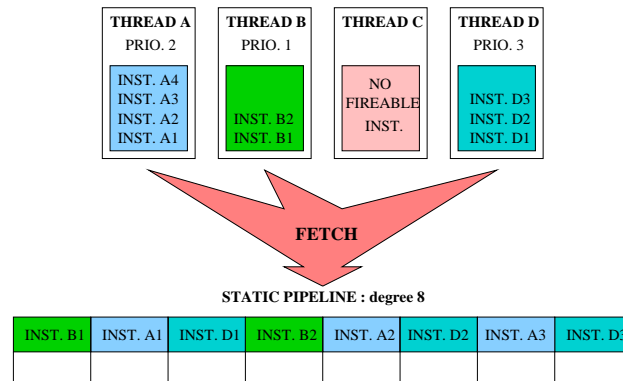 THREAD A
PRIO. 2
INST. A4
INST. A3
INST. A2
INST. A1
THREAD B
PRIO. 1
INST. B2
INST. B1
THREAD C
NO
FIREABLE
INST.
THREAD D
PRIO. 3
INST. D3
INST. D2
INST. D1
FETCH
STATIC PIPELINE : degree 8
INST. B1 INST. A1 INST. D1 INST. B2 INST. A2 INST. D2 INST. A3 INST. D3